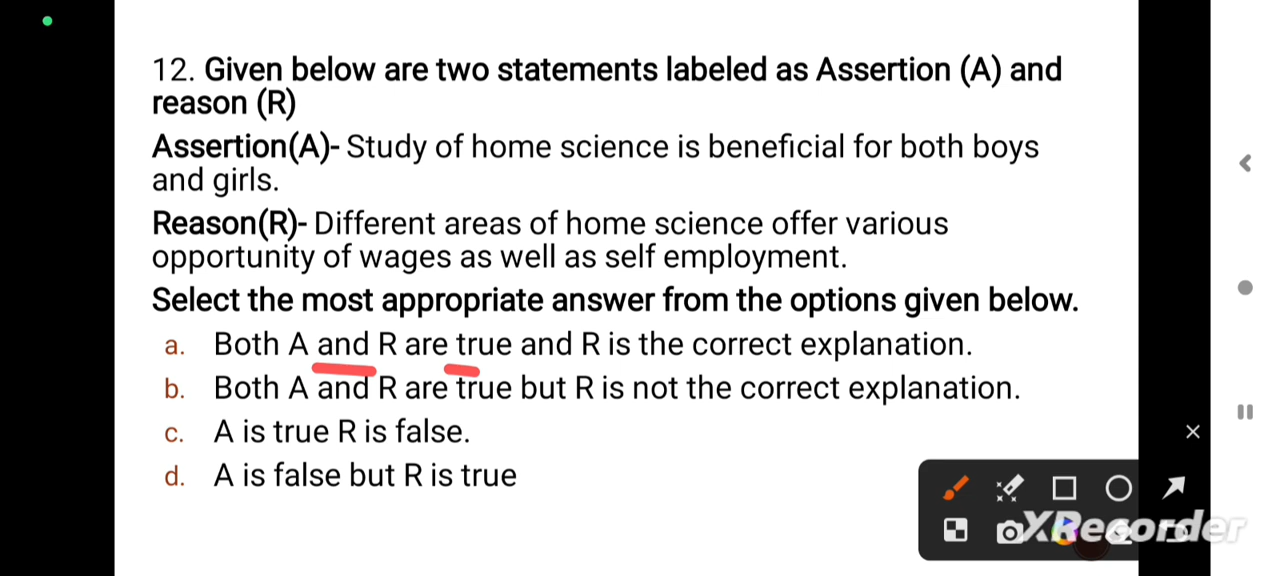 12. Given below are two statements labeled as Assertion (A) and
reason (R)
Assertion(A)- Study of home science is beneficial for both boys
and girls.
Reason(R)- Different areas of home science offer various
opportunity of wages as well as self employment.
Select the most appropriate answer from the options given below.
a. Both A and R are true and R is the correct explanation.
b. Both A and R are true but R is not the correct explanation.
c. A is true R is false.
d. A is false but R is true
XRecorder